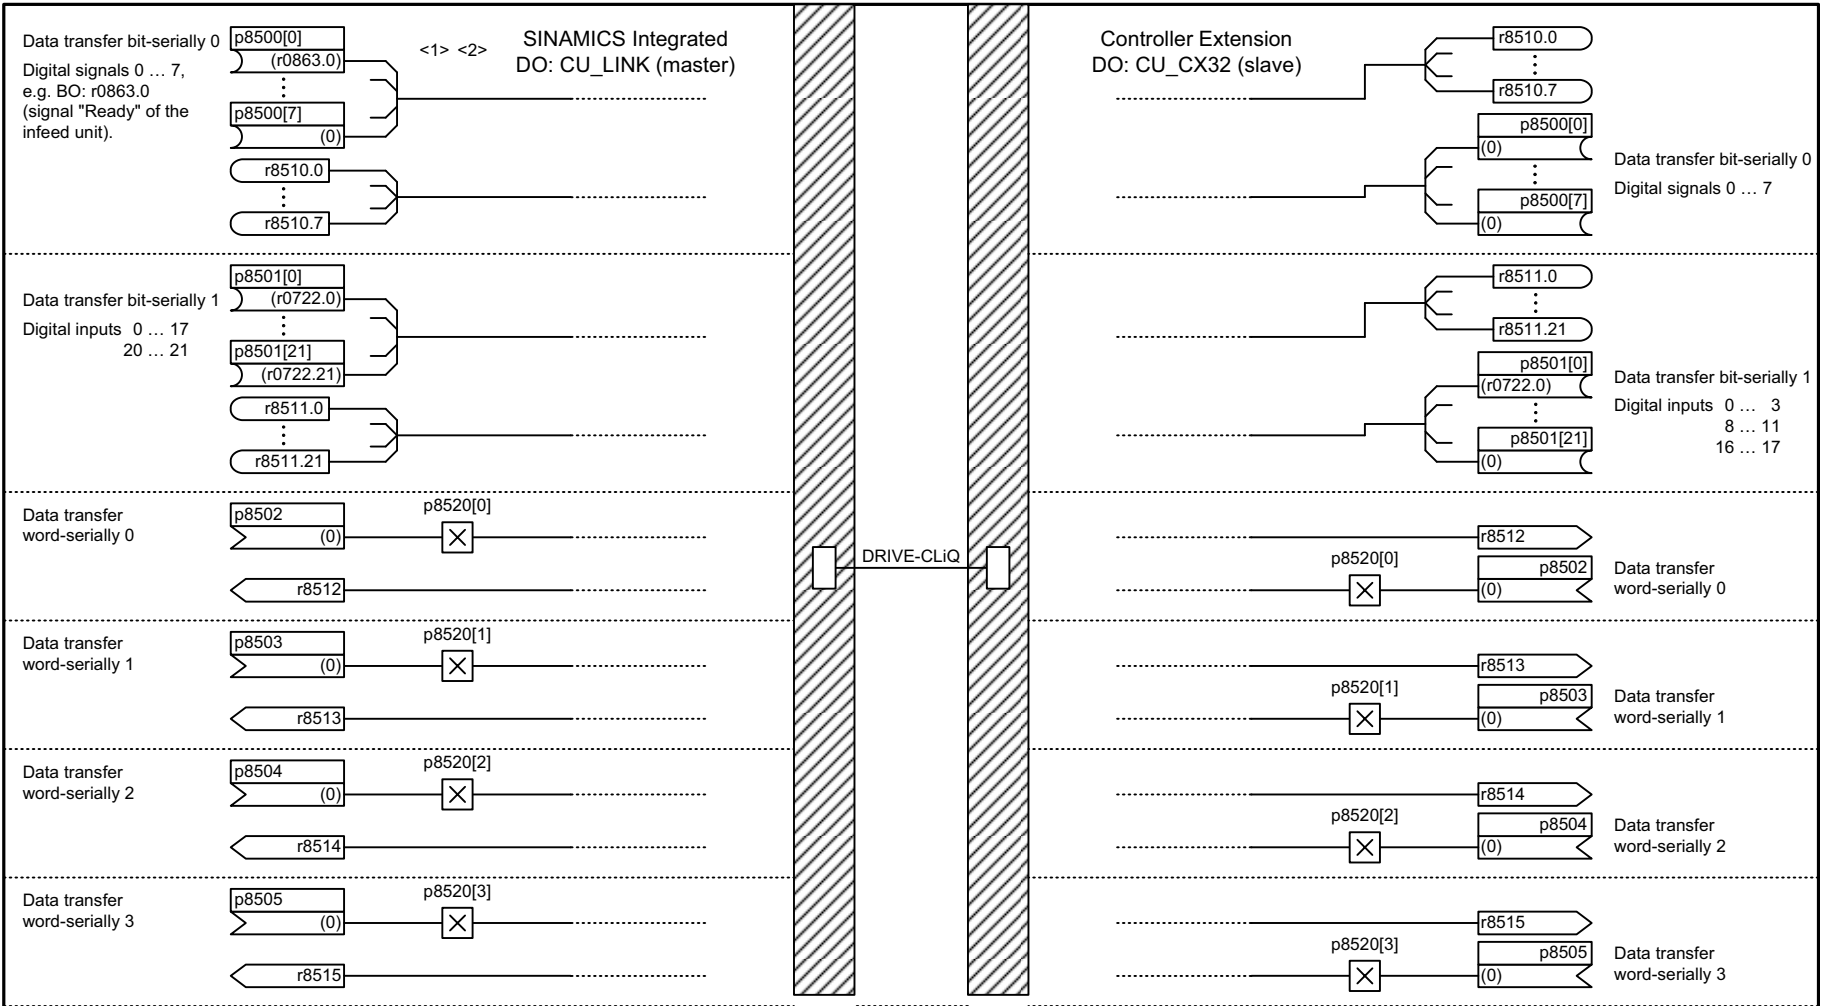 SINAMICS Integrated
DO: CU_LINK (master)
<1> <2>
Data transfer bit-serially 0
Digital signals 0 … 7,
e.g. BO: r0863.0
(signal "Ready" of the
infeed unit).
p8500[0]
(r0863.0)
p8500[7]
(0)
r8510.0
r8510.7
Data transfer bit-serially 1
Digital inputs 0 … 17
20 … 21
p8501[0]
(r0722.0)
p8501[21]
(r0722.21)
r8511.0
r8511.21
Data transfer
word-serially 0
p8502
(0)
p8520[0]
r8512
Data transfer
word-serially 1
p8503
(0)
p8520[1]
r8513
Data transfer
word-serially 2
p8504
(0)
p8520[2]
r8514
Data transfer
word-serially 3
p8505
(0)
p8520[3]
r8515
DRIVE-CLiQ
Controller Extension
DO: CU_CX32 (slave)
r8510.0
r8510.7
p8500[0]
(0)
p8500[7]
(0)
Data transfer bit-serially 0
Digital signals 0 … 7
r8511.0
r8511.21
p8501[0]
(r0722.0)
p8501[21]
(0)
Data transfer bit-serially 1
Digital inputs 0 … 3
8 … 11
16 … 17
r8512
p8520[0]
p8502
(0)
Data transfer
word-serially 0
r8513
p8520[1]
p8503
(0)
Data transfer
word-serially 1
r8514
p8520[2]
p8504
(0)
Data transfer
word-serially 2
r8515
p8520[3]
p8505
(0)
Data transfer
word-serially 3